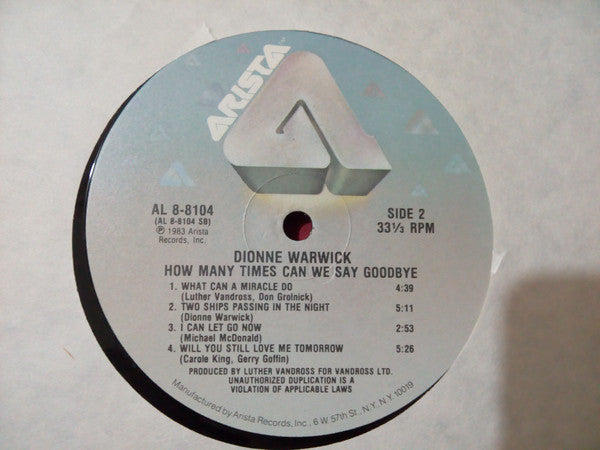 ARISTA
AL 8-8104
(AL 8-8104 SB)
℗ 1983 Arista
Records, Inc.
SIDE 2
33⅓ RPM
DIONNE WARWICK
HOW MANY TIMES CAN WE SAY GOODBYE
1. WHAT CAN A MIRACLE DO 4:39
(Luther Vandross, Don Grolnick)
2. TWO SHIPS PASSING IN THE NIGHT 5:11
(Dionne Warwick)
3. I CAN LET GO NOW 2:53
(Michael McDonald)
4. WILL YOU STILL LOVE ME TOMORROW 5:26
(Carole King, Gerry Goffin)
PRODUCED BY LUTHER VANDROSS FOR VANDROSS LTD.
UNAUTHORIZED DUPLICATION IS A
VIOLATION OF APPLICABLE LAWS
Manufactured by Arista Records, Inc., 6 W 57th St., N.Y., N.Y. 10019